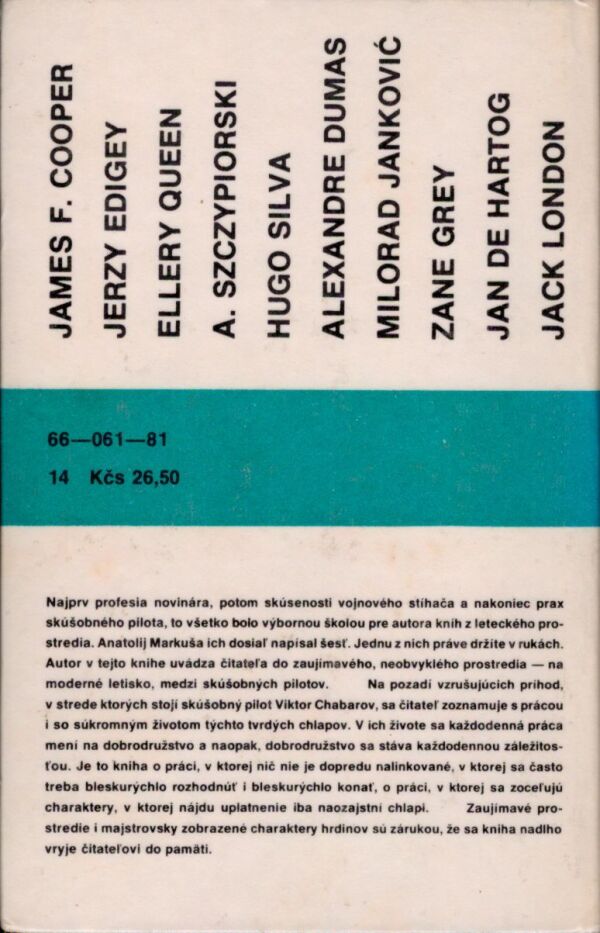 JAMES F. COOPER
JERZY EDIGEY
ELLERY QUEEN
A. SZCZYPIORSKI
HUGO SILVA
ALEXANDRE DUMAS
MILORAD JANKOVIĆ
ZANE GREY
JAN DE HARTOG
JACK LONDON
66—061—81
14 Kčs 26,50
Najprv profesia novinára, potom skúsenosti vojnového stíhača a nakoniec prax
skúšobného pilota, to všetko bolo výbornou školou pre autora kníh z leteckého pro-
stredia. Anatolij Markuša ich dosiaľ napísal šesť. Jednu z nich práve držíte v rukách.
Autor v tejto knihe uvádza čitateľa do zaujímavého, neobvyklého prostredia — na
moderné letisko, medzi skúšobných pilotov. Na pozadí vzrušujúcich príhod,
v strede ktorých stojí skúšobný pilot Viktor Chabarov, sa čitateľ zoznamuje s prácou
i so súkromným životom týchto tvrdých chlapov. V ich živote sa každodenná práca
mení na dobrodružstvo a naopak, dobrodružstvo sa stáva každodennou záležitos-
ťou. Je to kniha o práci, v ktorej nič nie je dopredu nalinkované, v ktorej sa často
treba bleskurýchlo rozhodnúť i bleskurýchlo konať, o práci, v ktorej sa zoceľujú
charaktery, v ktorej nájdu uplatnenie iba naozajstní chlapi. Zaujímavé pro-
stredie i majstrovsky zobrazené charaktery hrdinov sú zárukou, že sa kniha nadlho
vryje čitateľovi do pamäti.